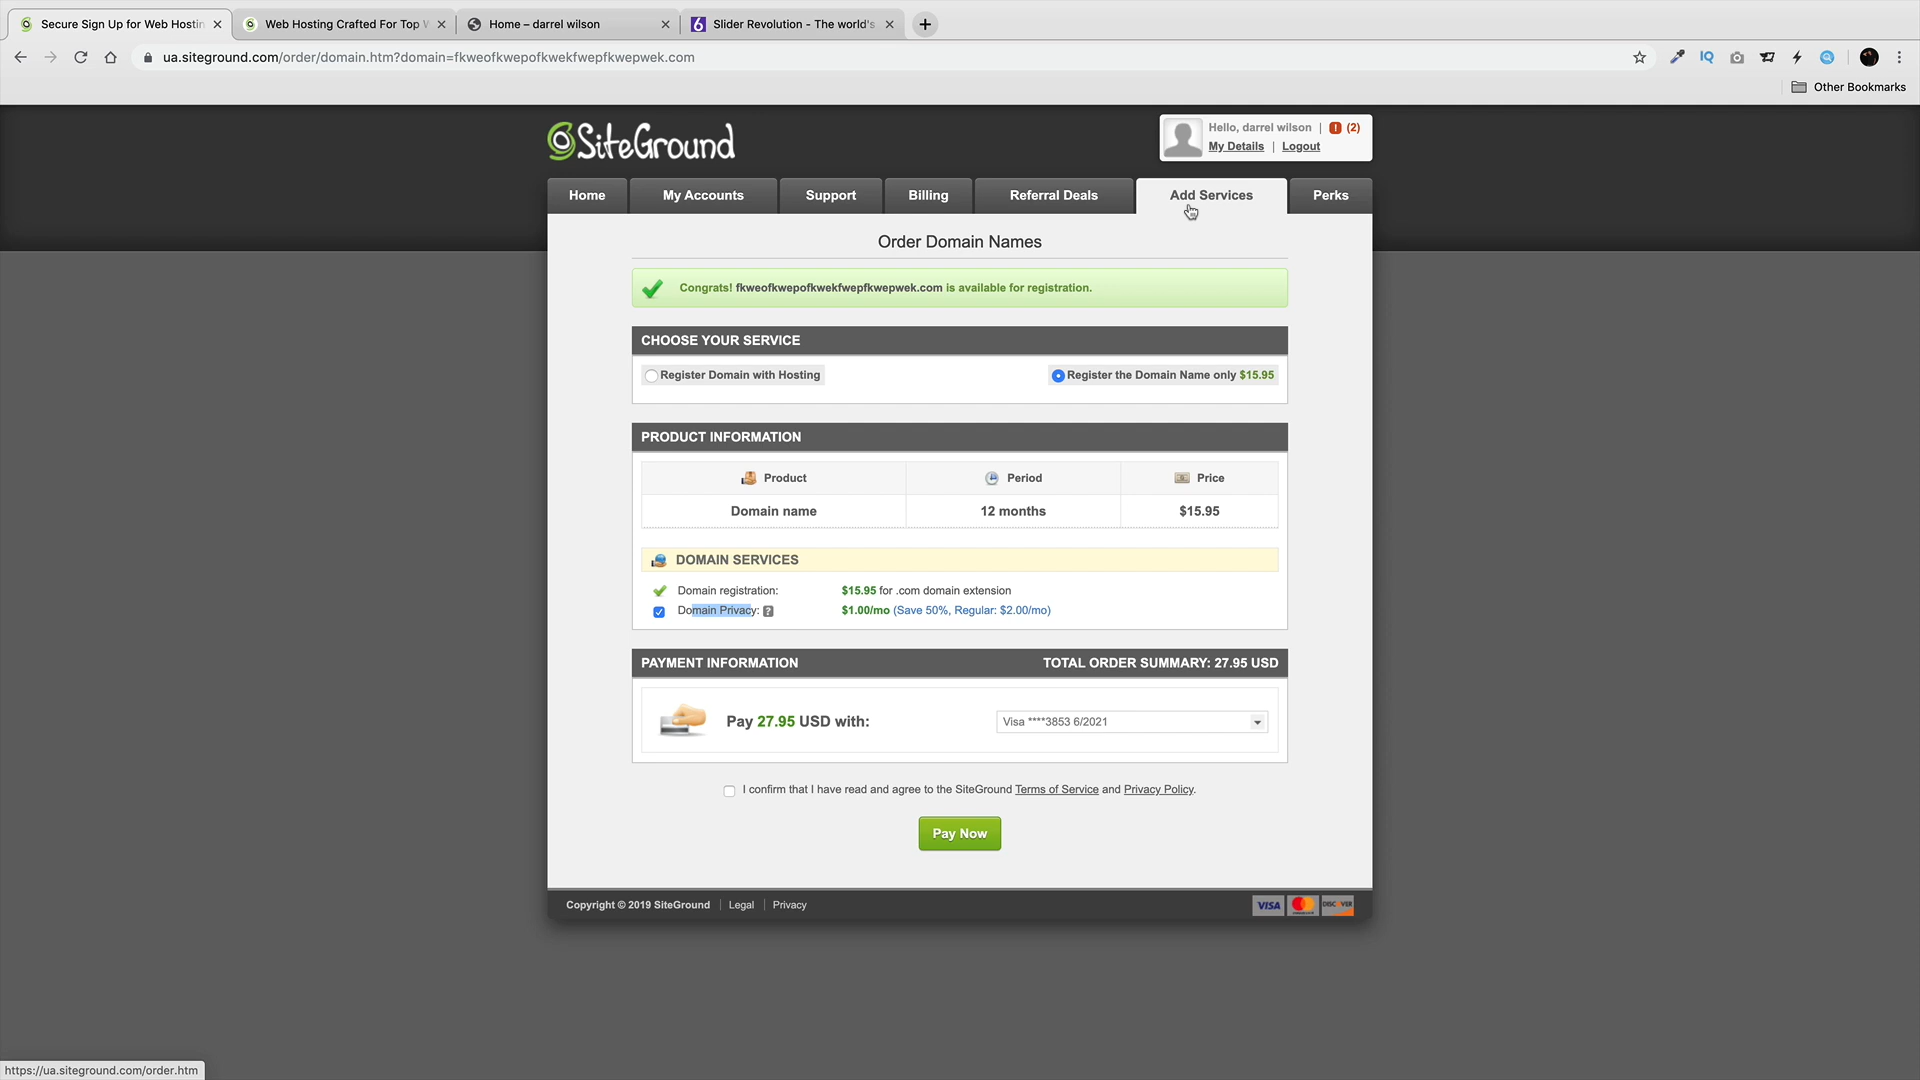 Secure Sign Up for Web Hostin
Web Hosting Crafted For Top W
Home – darrel wilson
Slider Revolution - The world's
ua.siteground.com/order/domain.htm?domain=fkweofkwepofkwekfwepfkwepwek.com
IQ
Other Bookmarks
SiteGround
Hello, darrel wilson | ! (2)
My Details | Logout
Home
My Accounts
Support
Billing
Referral Deals
Add Services
Perks
Order Domain Names
Congrats! fkweofkwepofkwekfwepfkwepwek.com is available for registration.
CHOOSE YOUR SERVICE
Register Domain with Hosting
Register the Domain Name only $15.95
PRODUCT INFORMATION
Product
Period
Price
Domain name
12 months
$15.95
DOMAIN SERVICES
Domain registration: $15.95 for .com domain extension
Domain Privacy: ? $1.00/mo (Save 50%, Regular: $2.00/mo)
PAYMENT INFORMATION
TOTAL ORDER SUMMARY: 27.95 USD
Pay 27.95 USD with:
Visa ****3853 6/2021
I confirm that I have read and agree to the SiteGround Terms of Service and Privacy Policy.
Pay Now
Copyright © 2019 SiteGround | Legal | Privacy
VISA
DISCOVER
https://ua.siteground.com/order.htm